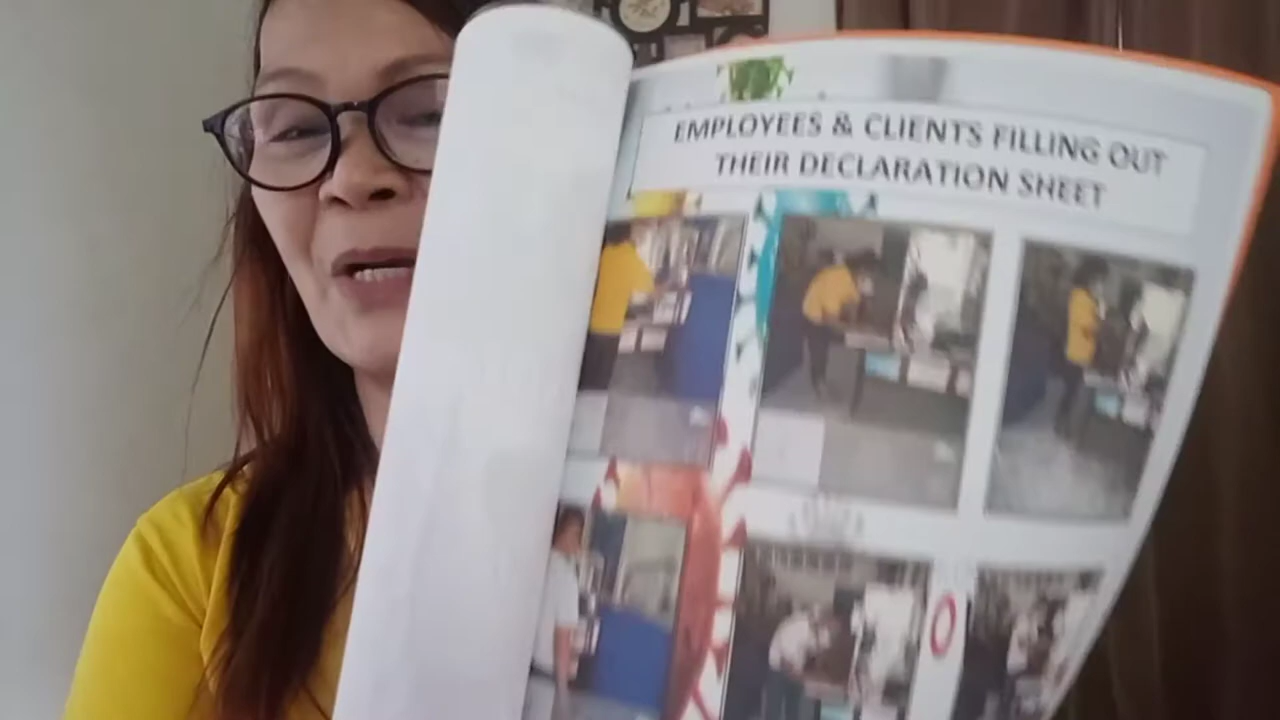 EMPLOYEES & CLIENTS FILLING OUT
THEIR DECLARATION SHEET